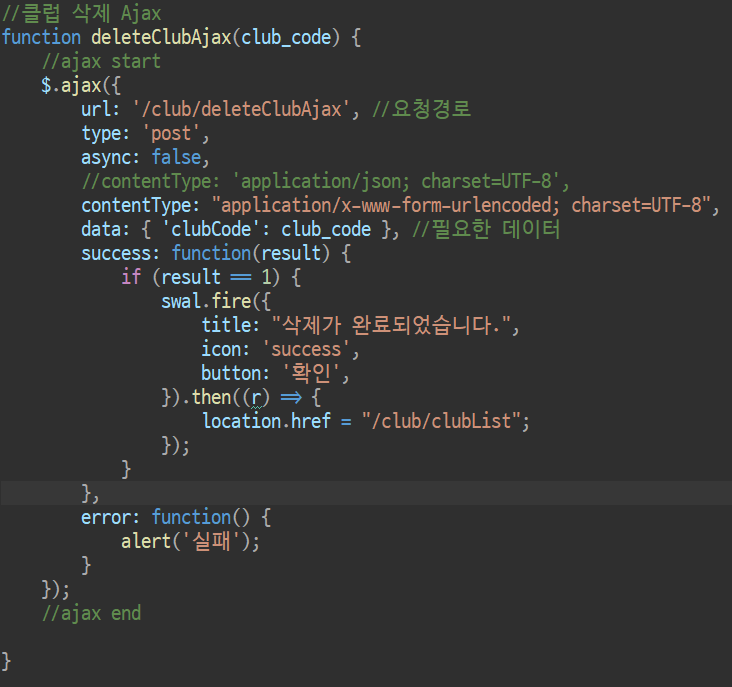 //클럽 삭제 Ajax
function deleteClubAjax(club_code) {
    //ajax start
    $.ajax({
        url: '/club/deleteClubAjax', //요청경로
        type: 'post',
        async: false,
        //contentType: 'application/json; charset=UTF-8',
        contentType: "application/x-www-form-urlencoded; charset=UTF-8",
        data: { 'clubCode': club_code }, //필요한 데이터
        success: function(result) {
            if (result == 1) {
                swal.fire({
                    title: "삭제가 완료되었습니다.",
                    icon: 'success',
                    button: '확인',
                }).then((r) => {
                    location.href = "/club/clubList";
                });
            }
        },
        error: function() {
            alert('실패');
        }
    });
    //ajax end
}